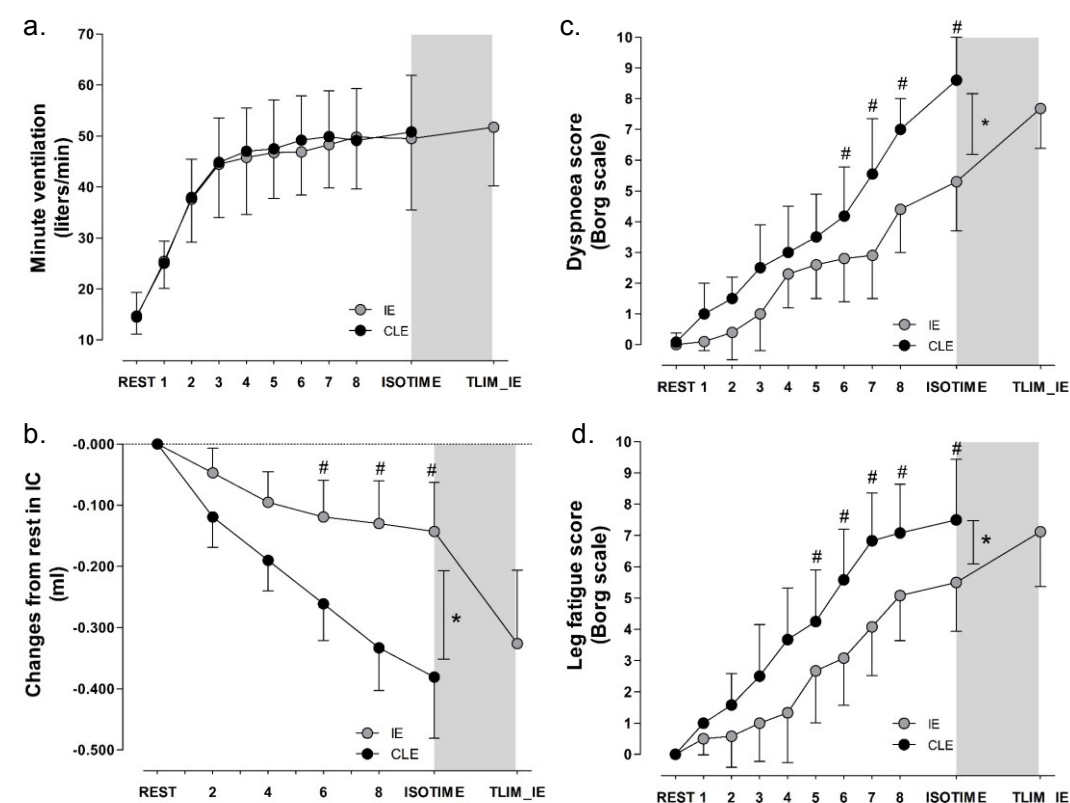 a.
70
60
50
40
30
20
10
Minute ventilation
(liters/min)
IE
CLE
REST 1 2 3 4 5 6 7 8 ISOTIME TLIM_IE
c.
10
9
8
7
6
5
4
3
2
1
0
Dyspnoea score
(Borg scale)
# # # #
*
IE
CLE
REST 1 2 3 4 5 6 7 8 ISOTIME TLIM_IE
b.
-0.000
-0.100
-0.200
-0.300
-0.400
-0.500
Changes from rest in IC
(ml)
# # #
*
IE
CLE
REST 2 4 6 8 ISOTIME TLIM_IE
d.
10
9
8
7
6
5
4
3
2
1
0
Leg fatigue score
(Borg scale)
# # # # #
*
IE
CLE
REST 1 2 3 4 5 6 7 8 ISOTIME TLIM_IE